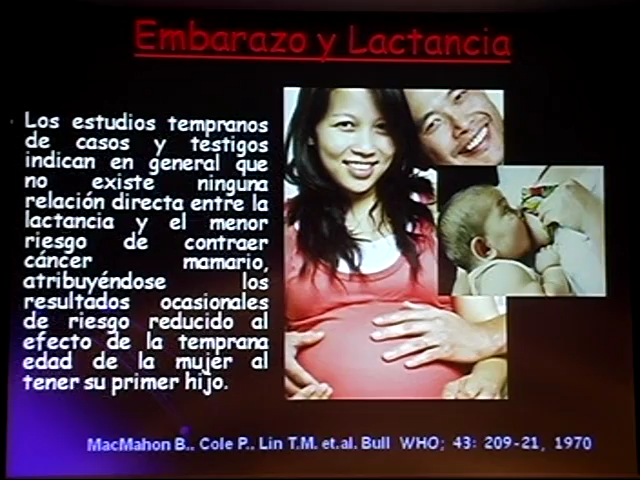 Embarazo y Lactancia
Los estudios tempranos
de casos y testigos
indican en general que
no existe ninguna
relación directa entre la
lactancia y el menor
riesgo de contraer
cáncer mamario,
atribuyéndose los
resultados ocasionales
de riesgo reducido al
efecto de la temprana
edad de la mujer al
tener su primer hijo.
MacMahon B.. Cole P.. Lin T.M. et.al. Bull WHO; 43: 209-21, 1970